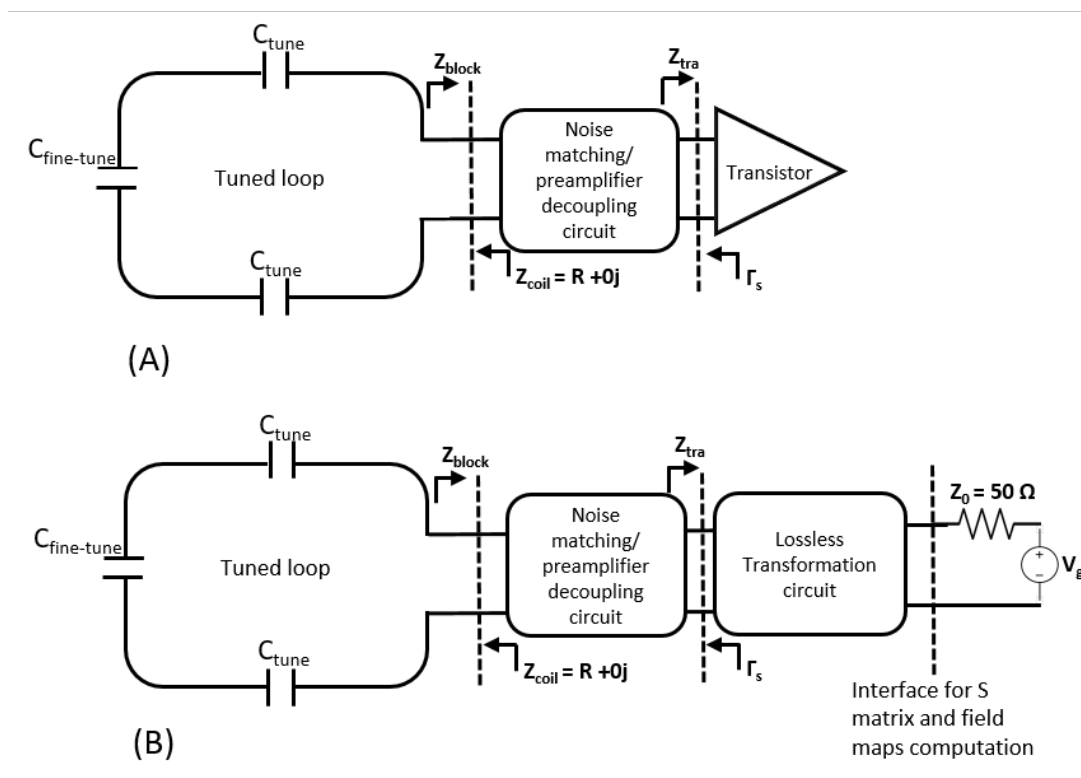 C_tune
Z_block
Z_tra
C_fine-tune
Tuned loop
Noise
matching/
preamplifier
decoupling
circuit
Transistor
C_tune
Z_coil = R +0j
Γ_s
(A)
C_tune
Z_block
Z_tra
Z_0 = 50 Ω
C_fine-tune
Tuned loop
Noise
matching/
preamplifier
decoupling
circuit
Lossless
Transformation
circuit
+
−
V_g
C_tune
Z_coil = R +0j
Γ_s
Interface for S
matrix and field
maps computation
(B)